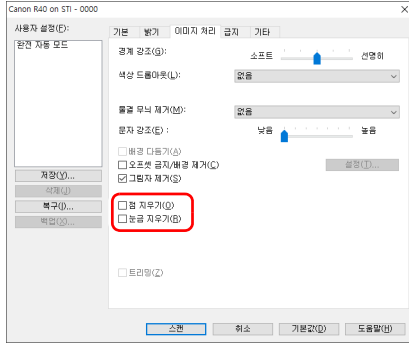 Canon R40 on STI - 0000
사용자 설정(F):
완전 자동 모드
저장(Y)...
삭제(J)
복구(I)...
백업(X)...
기본 밝기 이미지 처리 급지 기타
경계 강조(G): 소프트 선명히
색상 드롬아웃(L): 없음
물결 무늬 제거(M): 없음
문자 강조(E) : 낮음 높음
배경 다듬기(A)
오프셋 금지/배경 제거(C) 설정(T)...
그림자 제거(S)
점 지우기(O)
눈금 지우기(R)
트리밍(Z)
스캔 취소 기본값(D) 도움말(H)